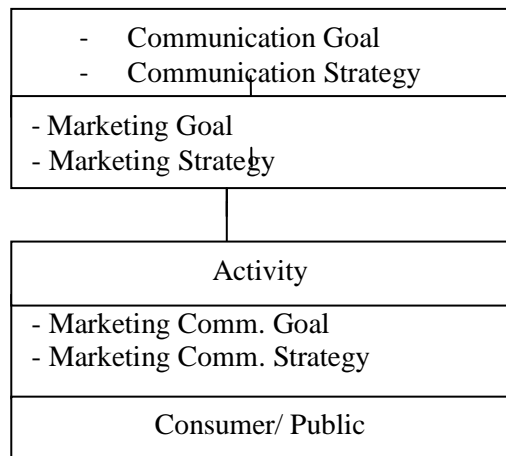 - Communication Goal
- Communication Strategy
- Marketing Goal
- Marketing Strategy
Activity
- Marketing Comm. Goal
- Marketing Comm. Strategy
Consumer/ Public